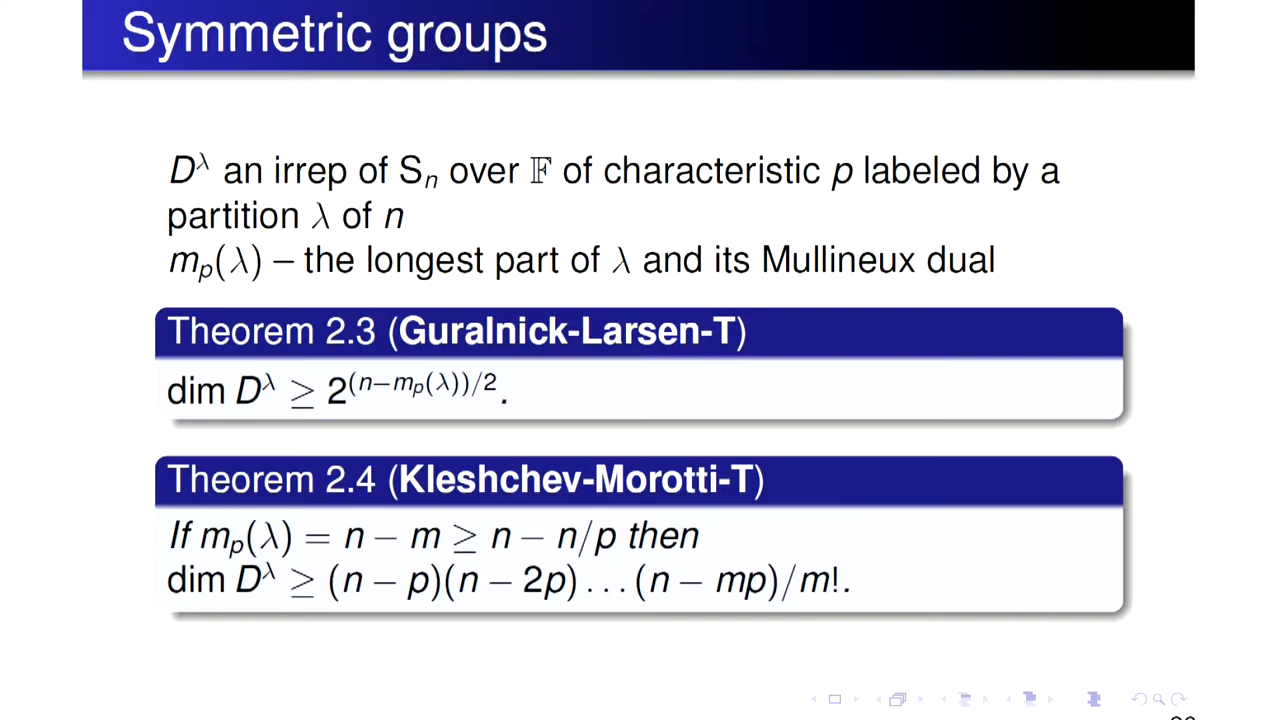 Symmetric groups
D^λ an irrep of S_n over 𝔽 of characteristic p labeled by a
partition λ of n
m_p(λ) – the longest part of λ and its Mullineux dual
Theorem 2.3 (Guralnick-Larsen-T)
dim D^λ ≥ 2^{(n−m_p(λ))/2}.
Theorem 2.4 (Kleshchev-Morotti-T)
If m_p(λ) = n − m ≥ n − n/p then
dim D^λ ≥ (n − p)(n − 2p) . . . (n − mp)/m!.